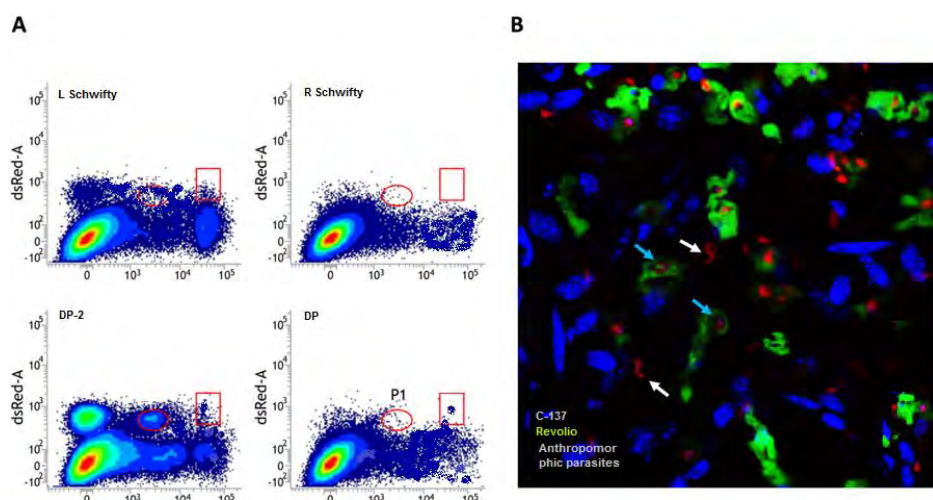 A
B
L Schwifty
R Schwifty
dsRed-A
10⁵
10⁴
10³
10²
0
-10²
0
10³
10⁴
10⁵
dsRed-A
10⁵
10⁴
10³
10²
0
-10²
0
10³
10⁴
10⁵
DP-2
DP
P1
dsRed-A
10⁵
10⁴
10³
10²
0
-10²
0
10³
10⁴
10⁵
dsRed-A
10⁵
10⁴
10³
10²
0
-10²
0
10³
10⁴
10⁵
C-137
Revolio
Anthropomor
phic parasites